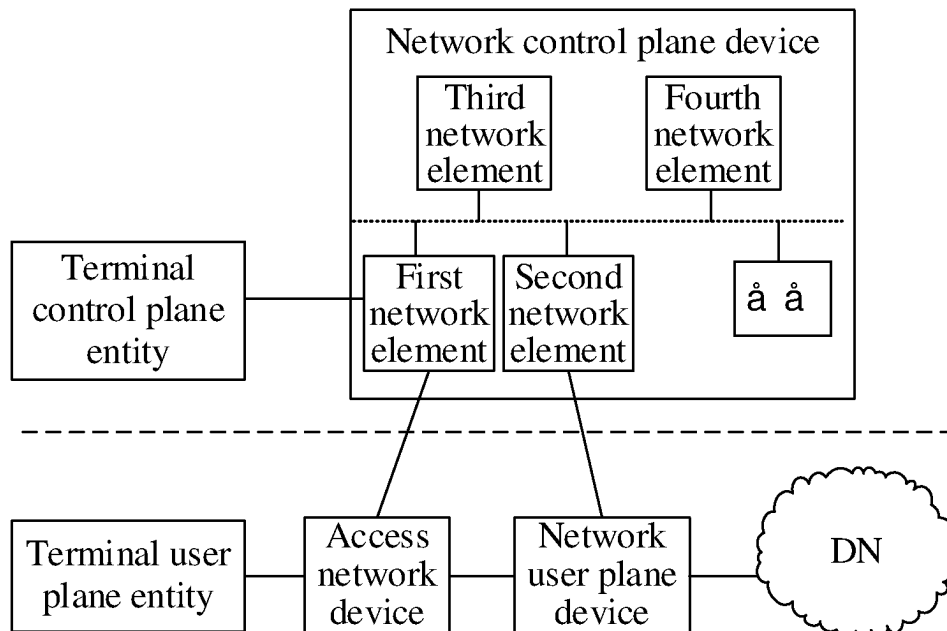 Network control plane device
Third
network
element
Fourth
network
element
Terminal
control plane
entity
First
network
element
Second
network
element
å å
Terminal user
plane entity
Access
network
device
Network
user plane
device
DN